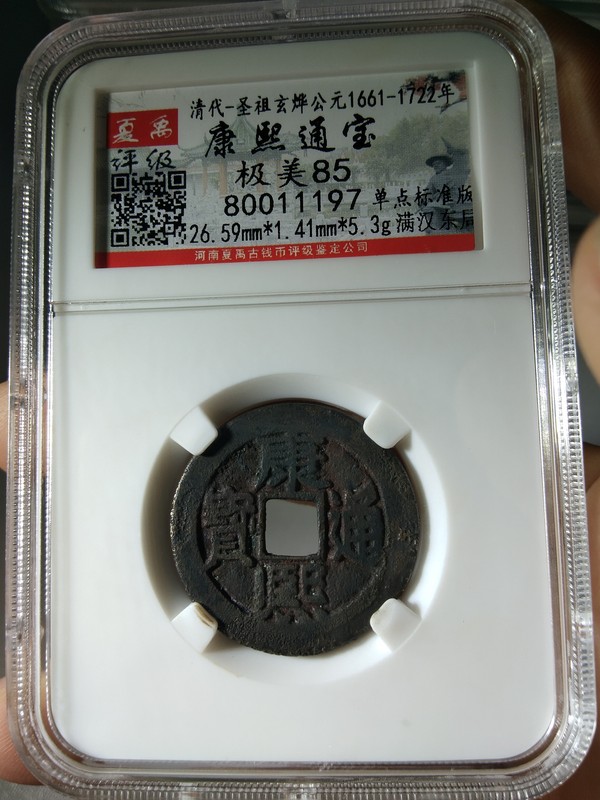 清代-圣祖玄烨公元1661-1722年
夏禹
评级
康熙通宝
极美85
80011197 单点标准版
26.59mm*1.41mm*5.3g 满汉东局
河南夏禹古钱币评级鉴定公司
康熙通寳